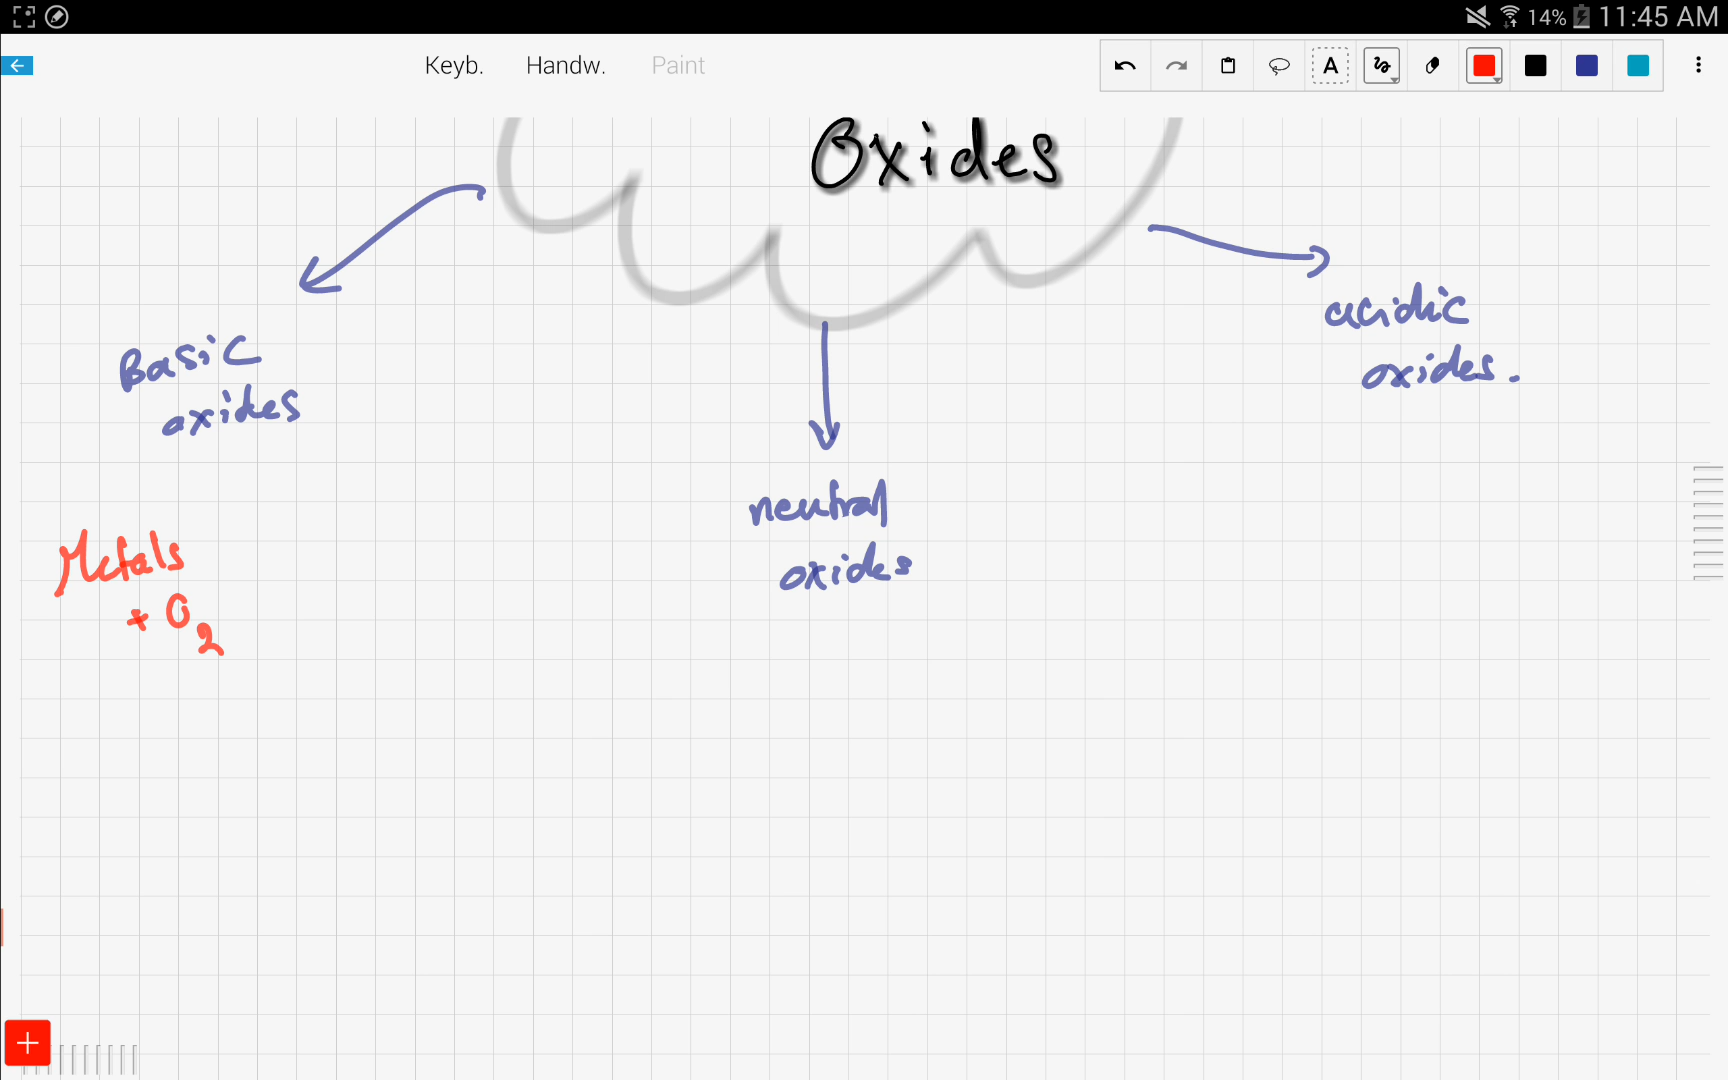 14% 11:45 AM
Keyb. Handw. Paint
A
Oxides
Basic
oxides
acidic
oxides.
neutral
oxides
Metals
+ O2